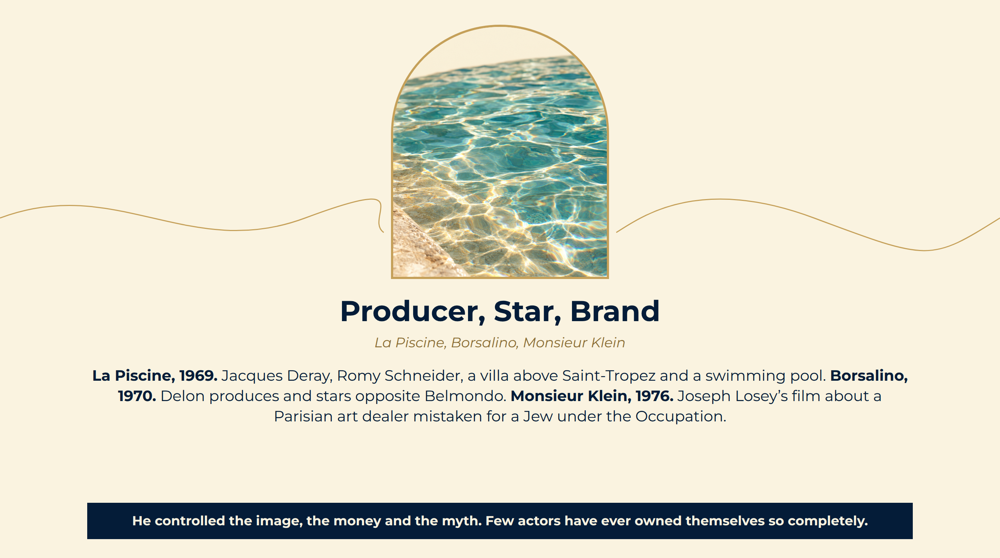 Producer, Star, Brand
La Piscine, Borsalino, Monsieur Klein
La Piscine, 1969. Jacques Deray, Romy Schneider, a villa above Saint-Tropez and a swimming pool. Borsalino,
1970. Delon produces and stars opposite Belmondo. Monsieur Klein, 1976. Joseph Losey’s film about a
Parisian art dealer mistaken for a Jew under the Occupation.
He controlled the image, the money and the myth. Few actors have ever owned themselves so completely.